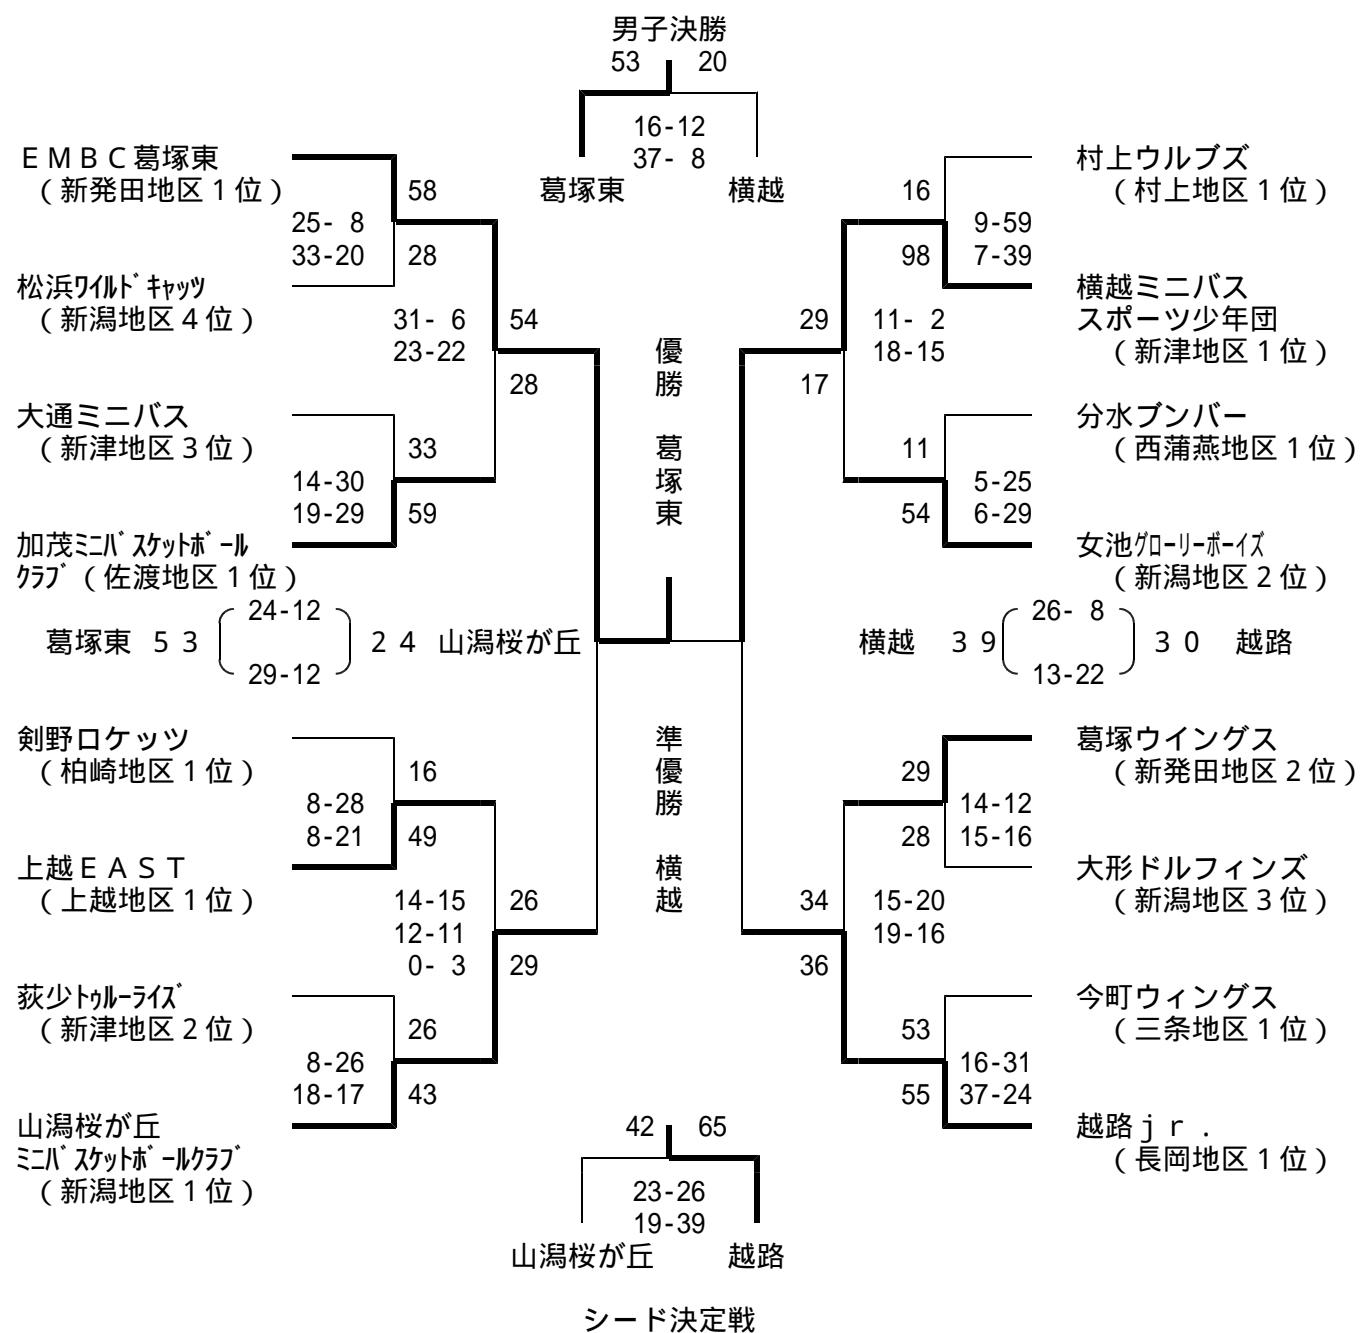 男子決勝
53 20
16-12
37- 8
葛塚東 横越
ＥＭＢＣ葛塚東
（新発田地区１位）
58
25- 8
33-20
28
松浜ﾜｲﾙﾄﾞｷｬｯﾂ
（新潟地区４位）
31- 6
23-22
54
28
大通ミニバス
（新津地区３位）
33
14-30
19-29
59
加茂ﾐﾆﾊﾞｽｹｯﾄﾎﾞｰﾙ
ｸﾗﾌﾞ（佐渡地区１位）
村上ウルブズ
（村上地区１位）
16
9-59
7-39
98
横越ミニバス
スポーツ少年団
（新津地区１位）
29
11- 2
18-15
17
分水ブンバー
（西蒲燕地区１位）
11
5-25
6-29
54
女池ｸﾞﾛｰﾘｰﾎﾞｰｲｽﾞ
（新潟地区２位）
優勝 葛塚東
24-12
葛塚東 ５３ ２４ 山潟桜が丘
29-12
26- 8
横越 ３９ ３０ 越路
13-22
準優勝 横越
剣野ロケッツ
（柏崎地区１位）
16
8-28
8-21
49
上越ＥＡＳＴ
（上越地区１位）
14-15
12-11
0- 3
26
29
荻少ﾄｩﾙｰﾗｲｽﾞ
（新津地区２位）
26
8-26
18-17
43
山潟桜が丘
ﾐﾆﾊﾞｽｹｯﾄﾎﾞｰﾙｸﾗﾌﾞ
（新潟地区１位）
葛塚ウイングス
（新発田地区２位）
29
14-12
15-16
28
大形ドルフィンズ
（新潟地区３位）
34
15-20
19-16
36
今町ウィングス
（三条地区１位）
53
16-31
37-24
55
越路ｊｒ．
（長岡地区１位）
42 65
23-26
19-39
山潟桜が丘 越路
シード決定戦